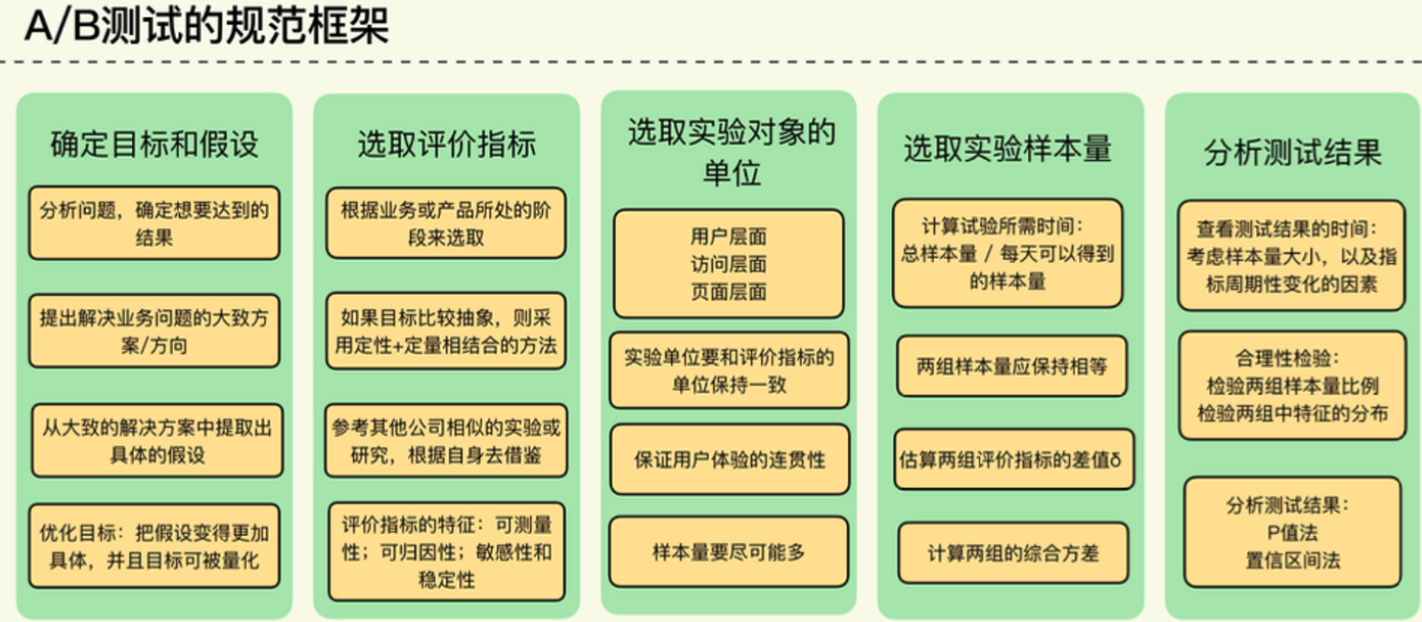 A/B测试的规范框架
确定目标和假设
分析问题，确定想要达到的
结果
提出解决业务问题的大致方
案/方向
从大致的解决方案中提取出
具体的假设
优化目标：把假设变得更加
具体，并且目标可被量化
选取评价指标
根据业务或产品所处的阶
段来选取
如果目标比较抽象，则采
用定性+定量相结合的方法
参考其他公司相似的实验或
研究，根据自身去借鉴
评价指标的特征：可测量
性；可归因性；敏感性和
稳定性
选取实验对象的
单位
用户层面
访问层面
页面层面
实验单位要和评价指标的
单位保持一致
保证用户体验的连贯性
样本量要尽可能多
选取实验样本量
计算试验所需时间：
总样本量 / 每天可以得到
的样本量
两组样本量应保持相等
估算两组评价指标的差值δ
计算两组的综合方差
分析测试结果
查看测试结果的时间：
考虑样本量大小，以及指
标周期性变化的因素
合理性检验：
检验两组样本量比例
检验两组中特征的分布
分析测试结果：
P值法
置信区间法